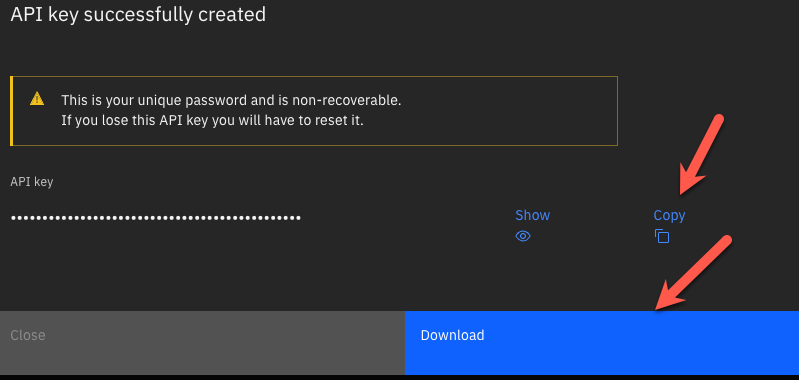 API key successfully created
This is your unique password and is non-recoverable.
If you lose this API key you will have to reset it.
API key
••••••••••••••••••••••••••••••••••••••••••••
Show
Copy
Close
Download